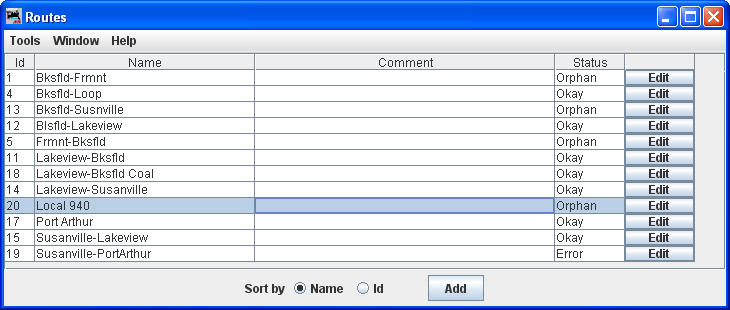 Routes
Tools Window Help
Id Name Comment Status
1 Bksfld-Frmnt Orphan Edit
4 Bksfld-Loop Okay Edit
13 Bksfld-Susnville Orphan Edit
12 Blsfld-Lakeview Okay Edit
5 Frmnt-Bksfld Orphan Edit
11 Lakeview-Bksfld Okay Edit
18 Lakeview-Bksfld Coal Okay Edit
14 Lakeview-Susanville Okay Edit
20 Local 940 Orphan Edit
17 Port Arthur Okay Edit
15 Susanville-Lakeview Okay Edit
19 Susanville-PortArthur Error Edit
Sort by Name Id Add